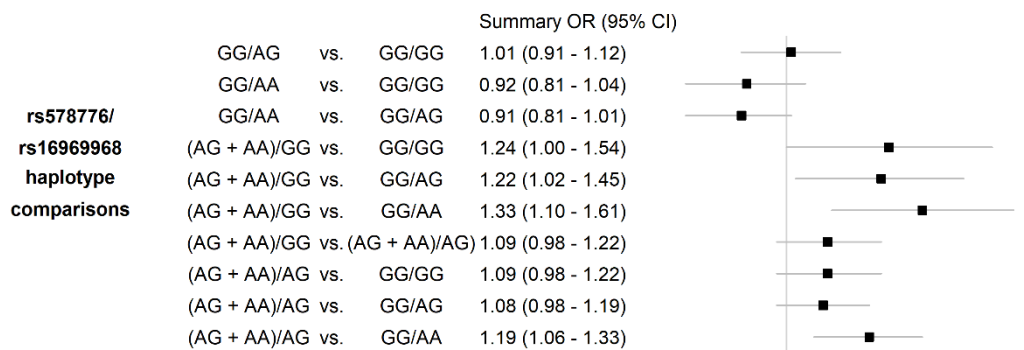 Summary OR (95% CI)
GG/AG vs. GG/GG 1.01 (0.91 - 1.12)
GG/AA vs. GG/GG 0.92 (0.81 - 1.04)
rs578776/ GG/AA vs. GG/AG 0.91 (0.81 - 1.01)
rs16969968 (AG + AA)/GG vs. GG/GG 1.24 (1.00 - 1.54)
haplotype (AG + AA)/GG vs. GG/AG 1.22 (1.02 - 1.45)
comparisons (AG + AA)/GG vs. GG/AA 1.33 (1.10 - 1.61)
(AG + AA)/GG vs. (AG + AA)/AG 1.09 (0.98 - 1.22)
(AG + AA)/AG vs. GG/GG 1.09 (0.98 - 1.22)
(AG + AA)/AG vs. GG/AG 1.08 (0.98 - 1.19)
(AG + AA)/AG vs. GG/AA 1.19 (1.06 - 1.33)